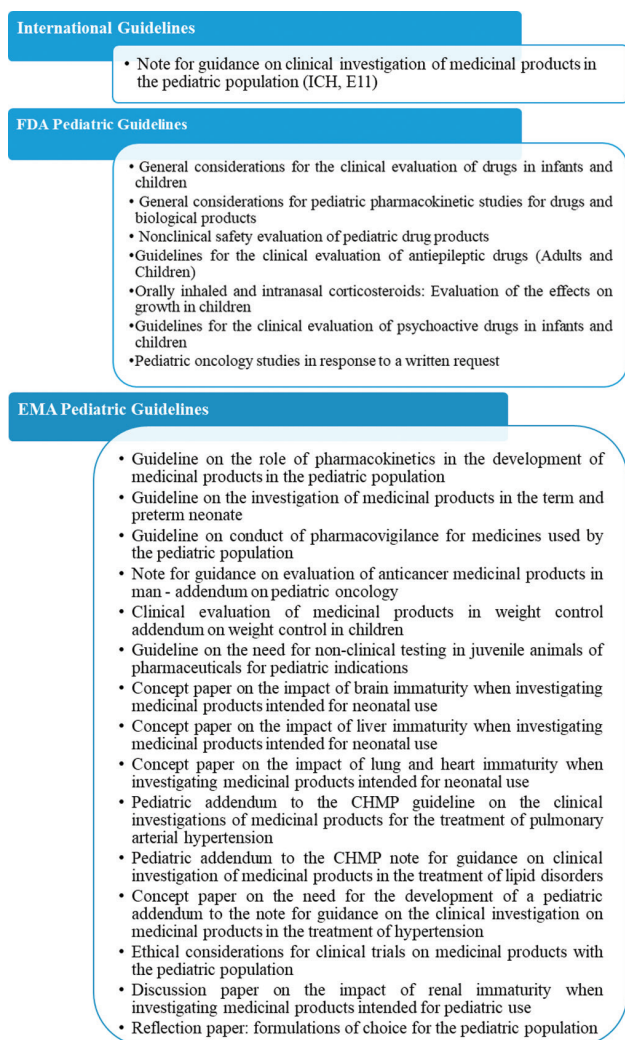 International Guidelines
• Note for guidance on clinical investigation of medicinal products in
the pediatric population (ICH, E11)
FDA Pediatric Guidelines
• General considerations for the clinical evaluation of drugs in infants and
children
• General considerations for pediatric pharmacokinetic studies for drugs and
biological products
• Nonclinical safety evaluation of pediatric drug products
•Guidelines for the clinical evaluation of antiepileptic drugs (Adults and
Children)
•Orally inhaled and intranasal corticosteroids: Evaluation of the effects on
growth in children
•Guidelines for the clinical evaluation of psychoactive drugs in infants and
children
•Pediatric oncology studies in response to a written request
EMA Pediatric Guidelines
• Guideline on the role of pharmacokinetics in the development of
medicinal products in the pediatric population
• Guideline on the investigation of medicinal products in the term and
preterm neonate
• Guideline on conduct of pharmacovigilance for medicines used by
the pediatric population
• Note for guidance on evaluation of anticancer medicinal products in
man - addendum on pediatric oncology
• Clinical evaluation of medicinal products in weight control
addendum on weight control in children
• Guideline on the need for non-clinical testing in juvenile animals of
pharmaceuticals for pediatric indications
• Concept paper on the impact of brain immaturity when investigating
medicinal products intended for neonatal use
• Concept paper on the impact of liver immaturity when investigating
medicinal products intended for neonatal use
• Concept paper on the impact of lung and heart immaturity when
investigating medicinal products intended for neonatal use
• Pediatric addendum to the CHMP guideline on the clinical
investigations of medicinal products for the treatment of pulmonary
arterial hypertension
• Pediatric addendum to the CHMP note for guidance on clinical
investigation of medicinal products in the treatment of lipid disorders
• Concept paper on the need for the development of a pediatric
addendum to the note for guidance on the clinical investigation on
medicinal products in the treatment of hypertension
• Ethical considerations for clinical trials on medicinal products with
the pediatric population
• Discussion paper on the impact of renal immaturity when
investigating medicinal products intended for pediatric use
• Reflection paper: formulations of choice for the pediatric population